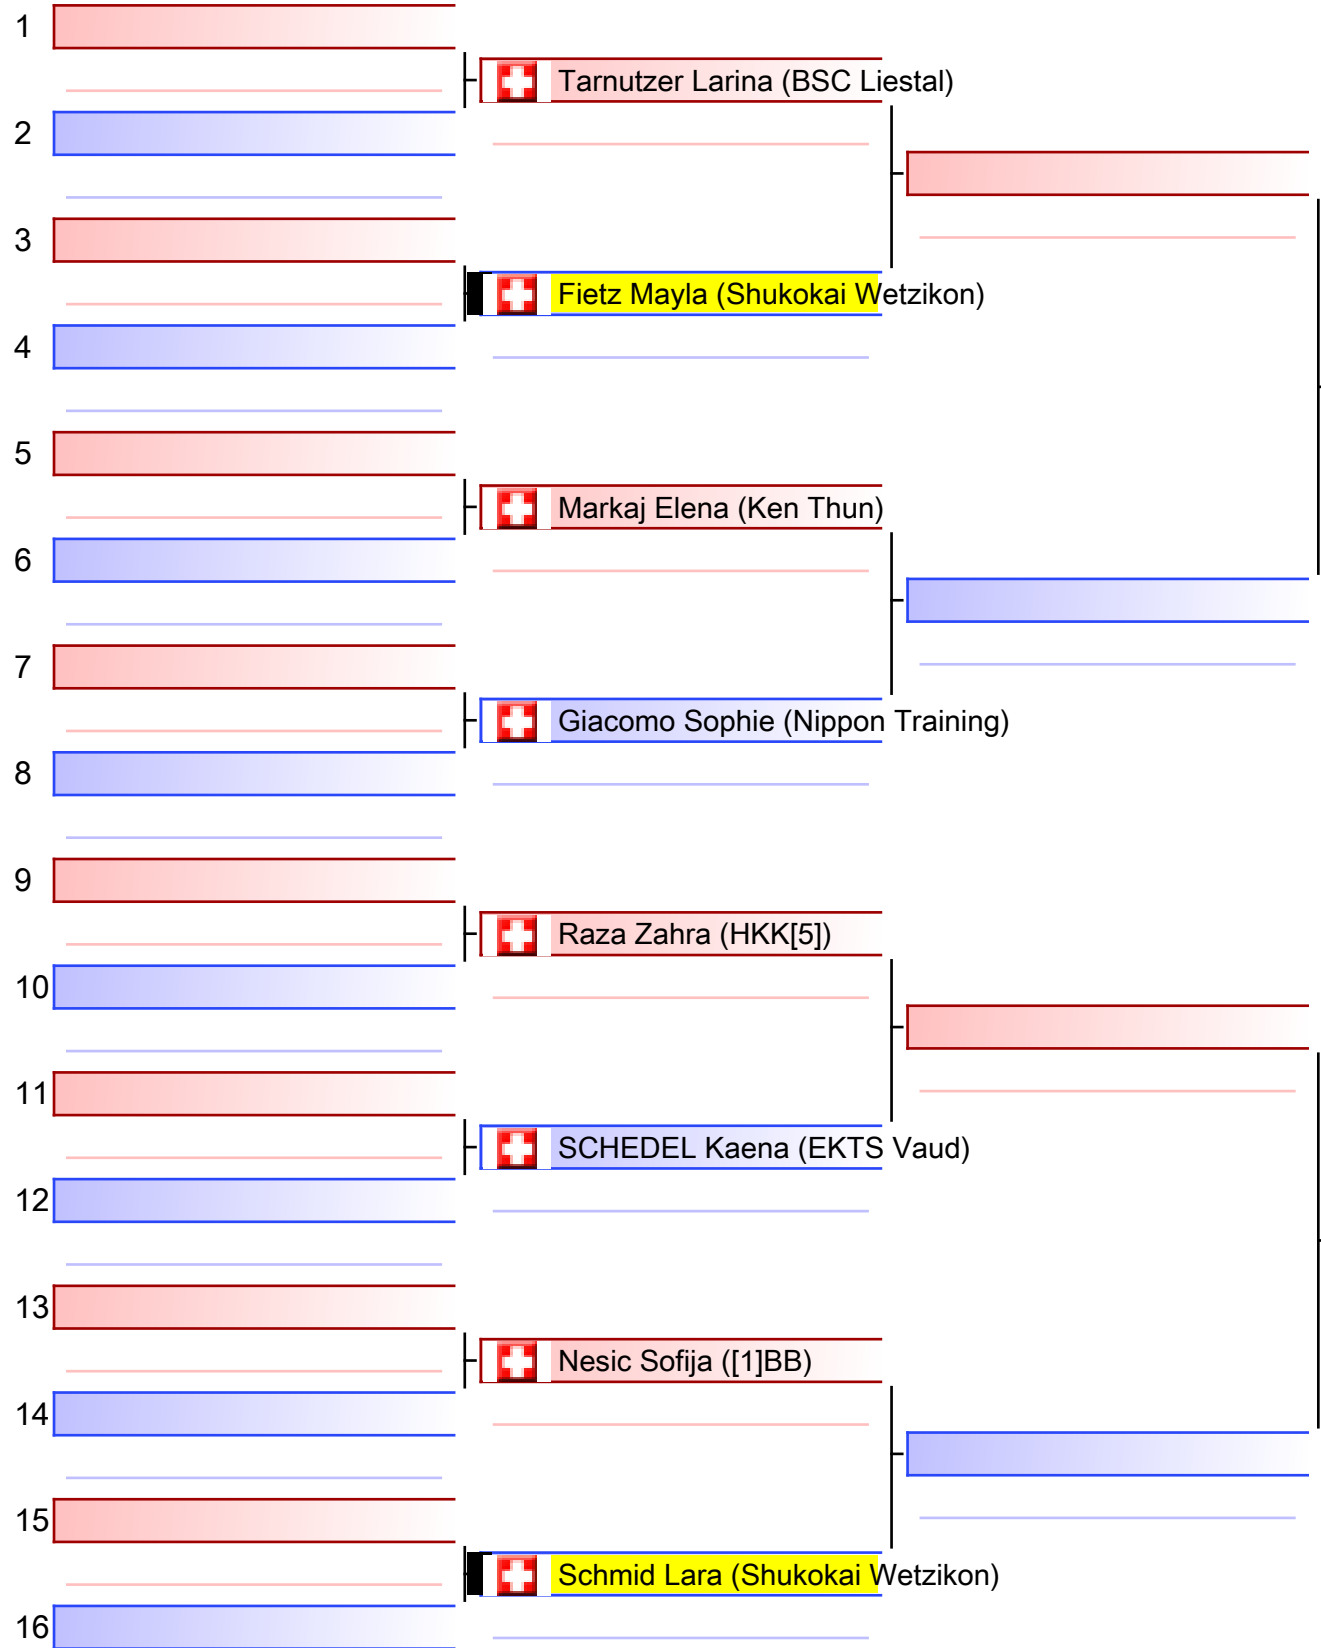 1
Tarnutzer Larina (BSC Liestal)
2
3
Fietz Mayla (Shukokai Wetzikon)
4
5
Markaj Elena (Ken Thun)
6
7
Giacomo Sophie (Nippon Training)
8
9
Raza Zahra (HKK[5])
10
11
SCHEDEL Kaena (EKTS Vaud)
12
13
Nesic Sofija ([1]BB)
14
15
Schmid Lara (Shukokai Wetzikon)
16